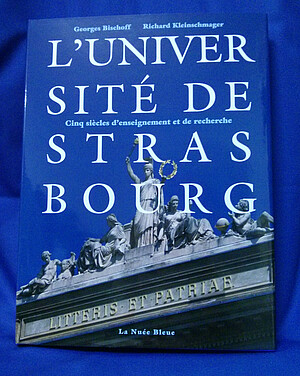 Georges Bischoff Richard Kleinschmager
L'UNIVER
SITÉ DE
Cinq siècles d'enseignement et de recherche
STRAS
BOURG
LITTERIS ET PATRIAE
La Nuée Bleue